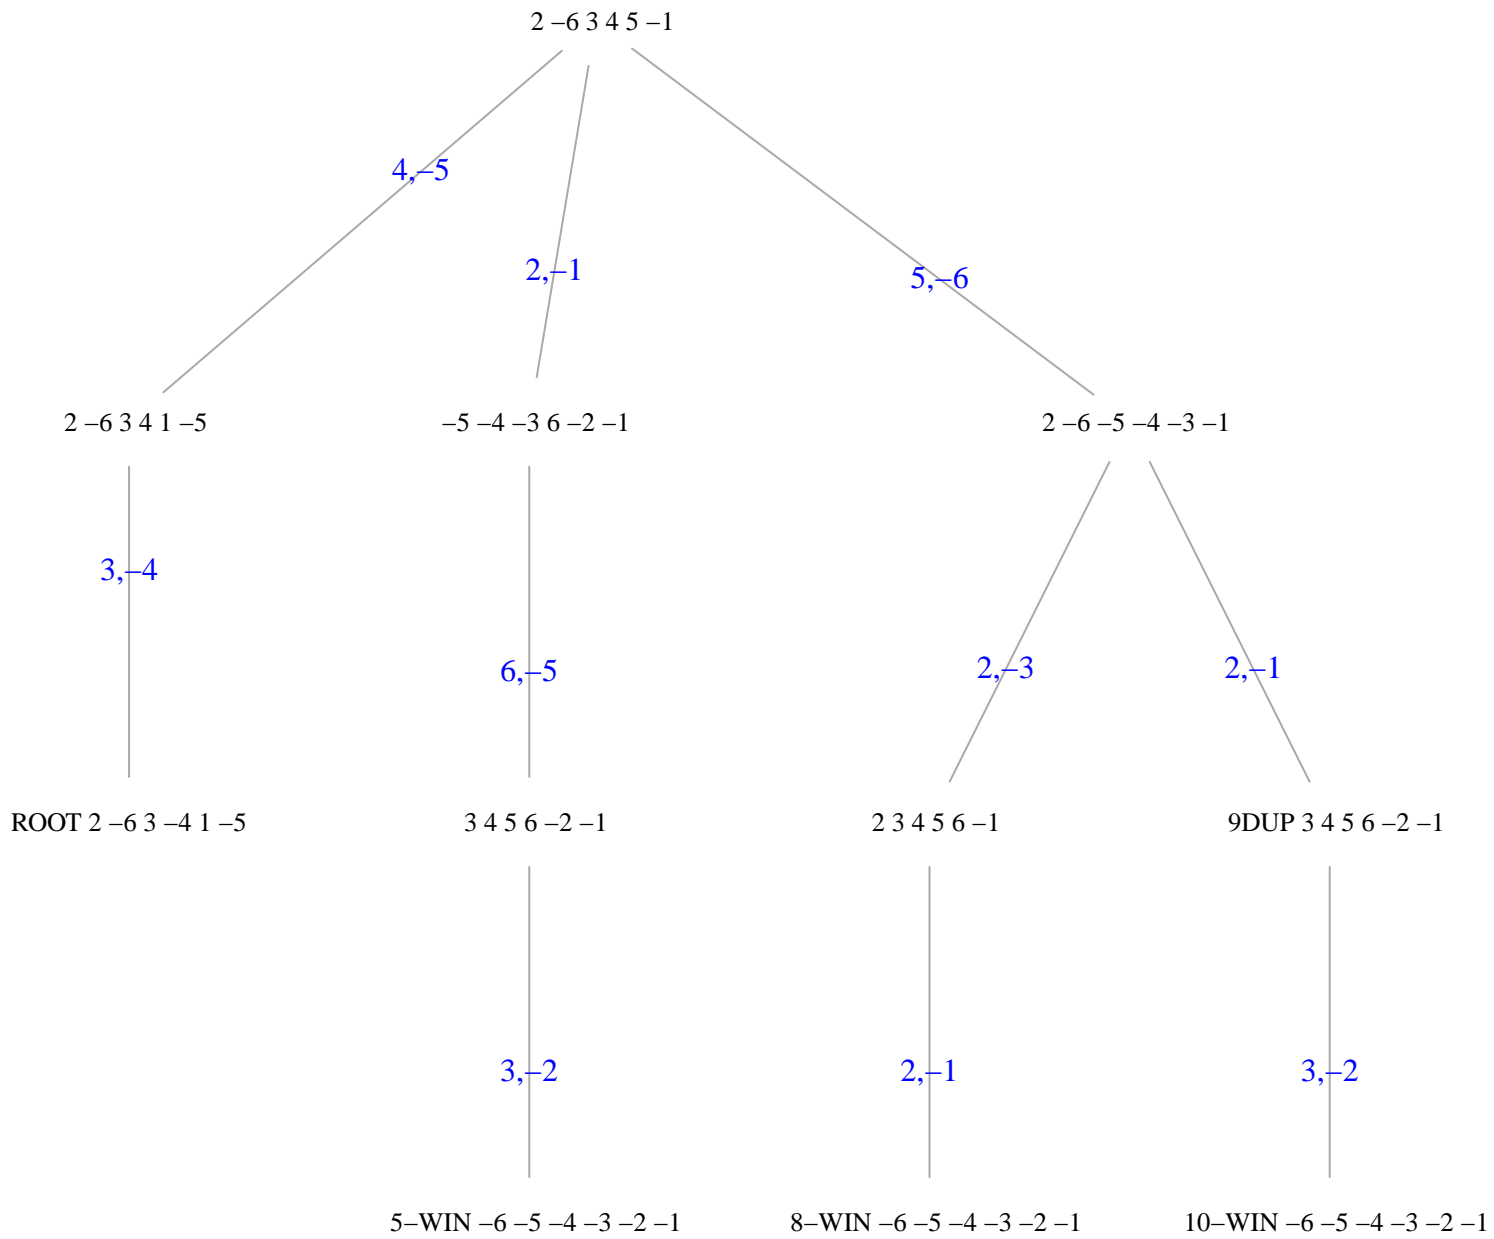 2 –6 3 4 5 –1
4,–5
2,–1
5,–6
2 –6 3 4 1 –5
–5 –4 –3 6 –2 –1
2 –6 –5 –4 –3 –1
3,–4
6,–5
2,–3
2,–1
ROOT 2 –6 3 –4 1 –5
3 4 5 6 –2 –1
2 3 4 5 6 –1
9DUP 3 4 5 6 –2 –1
3,–2
2,–1
3,–2
5–WIN –6 –5 –4 –3 –2 –1
8–WIN –6 –5 –4 –3 –2 –1
10–WIN –6 –5 –4 –3 –2 –1